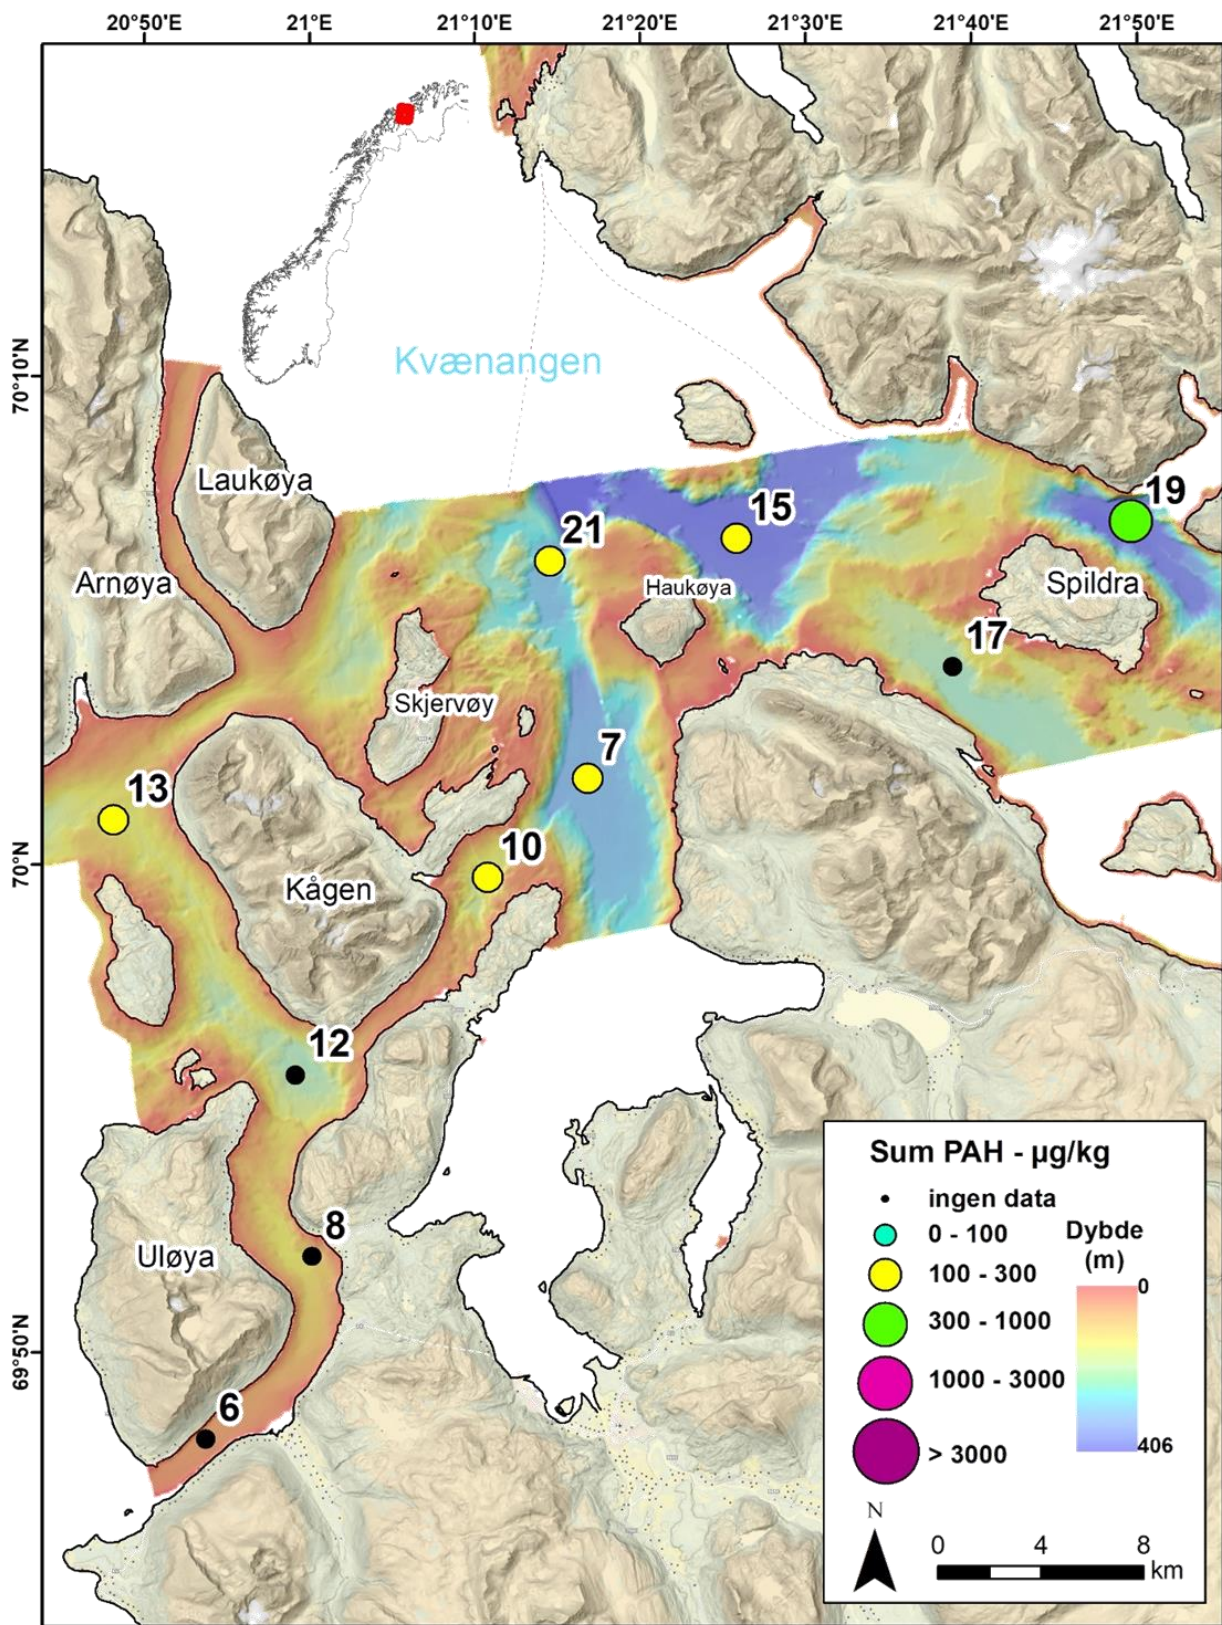 20°50'E
21°E
21°10'E
21°20'E
21°30'E
21°40'E
21°50'E
70°10'N
Kvænangen
Laukøya
19
15
21
Arnøya
Haukøya
Spildra
17
Skjervøy
7
13
10
70°N
Kågen
12
8
Uløya
69°50'N
6
Sum PAH - µg/kg
ingen data
0 - 100
100 - 300
300 - 1000
1000 - 3000
> 3000
Dybde
(m)
0
406
N
0 4 8
km